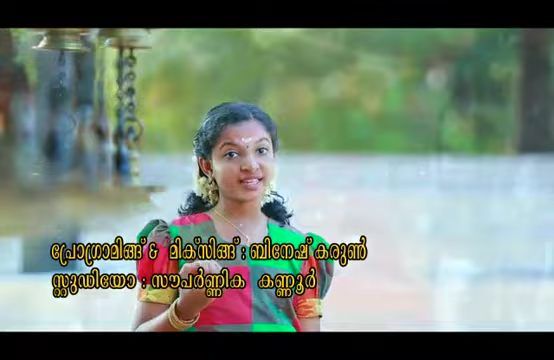 പ്രോഗ്രാമിങ്ങ് & മിക്സിങ്ങ് : ബിനേഷ് കരുൺ
സ്റ്റുഡിയോ : സൗപർണ്ണിക കണ്ണൂർ